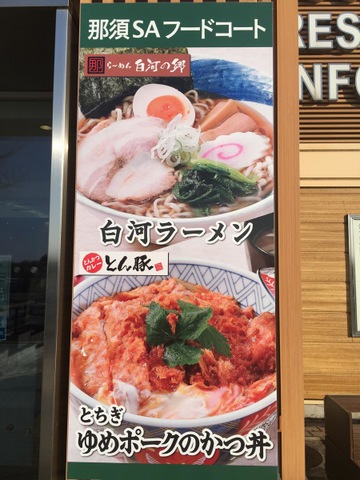 那須SAフードコート
那 らーめん 白河の郷
白河ラーメン
とんかつ カレー とん豚
とちぎ
ゆめポークのかつ丼
RES
INFO